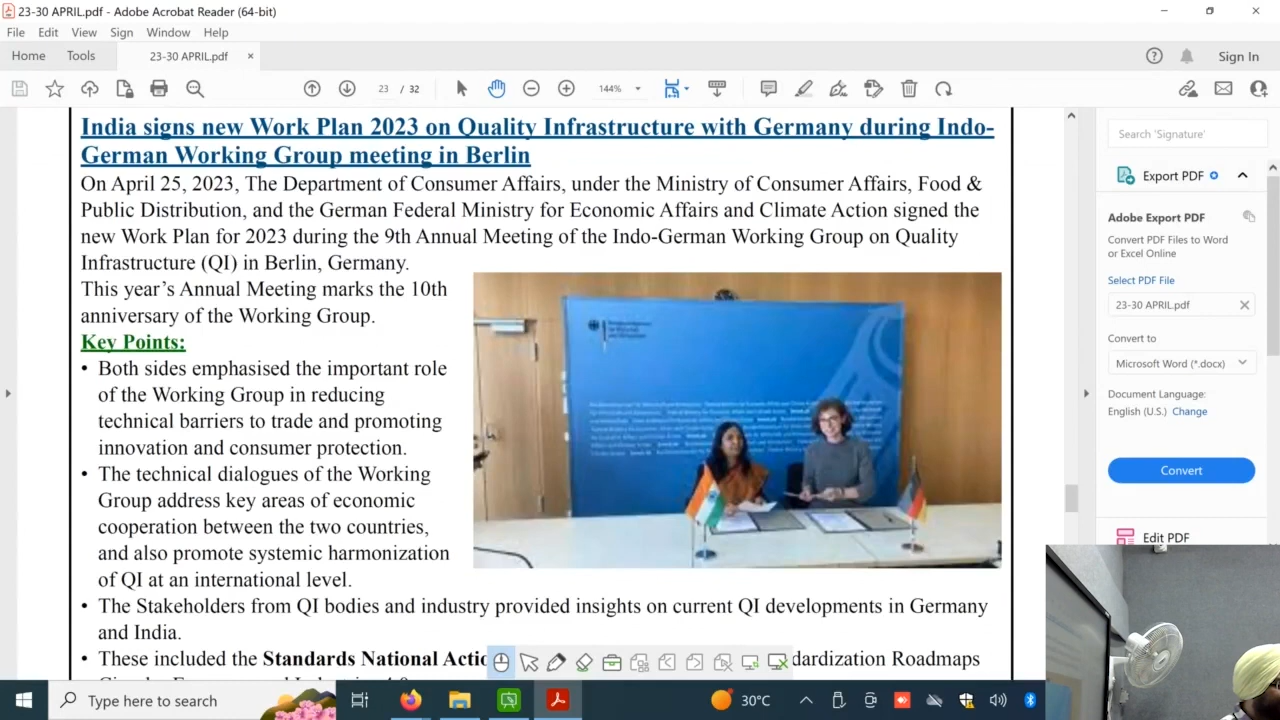 23-30 APRIL.pdf - Adobe Acrobat Reader (64-bit)
File Edit View Sign Window Help
Home Tools 23-30 APRIL.pdf × Sign In
23 / 32 144%
India signs new Work Plan 2023 on Quality Infrastructure with Germany during Indo-
German Working Group meeting in Berlin
On April 25, 2023, The Department of Consumer Affairs, under the Ministry of Consumer Affairs, Food &
Public Distribution, and the German Federal Ministry for Economic Affairs and Climate Action signed the
new Work Plan for 2023 during the 9th Annual Meeting of the Indo-German Working Group on Quality
Infrastructure (QI) in Berlin, Germany.
This year's Annual Meeting marks the 10th
anniversary of the Working Group.
Key Points:
• Both sides emphasised the important role
of the Working Group in reducing
technical barriers to trade and promoting
innovation and consumer protection.
• The technical dialogues of the Working
Group address key areas of economic
cooperation between the two countries,
and also promote systemic harmonization
of QI at an international level.
• The Stakeholders from QI bodies and industry provided insights on current QI developments in Germany
and India.
• These included the Standards National Actio dardization Roadmaps
Search 'Signature'
Export PDF
Adobe Export PDF
Convert PDF Files to Word
or Excel Online
Select PDF File
23-30 APRIL.pdf
Convert to
Microsoft Word (*.docx)
Document Language:
English (U.S.) Change
Convert
Edit PDF
Type here to search
30°C